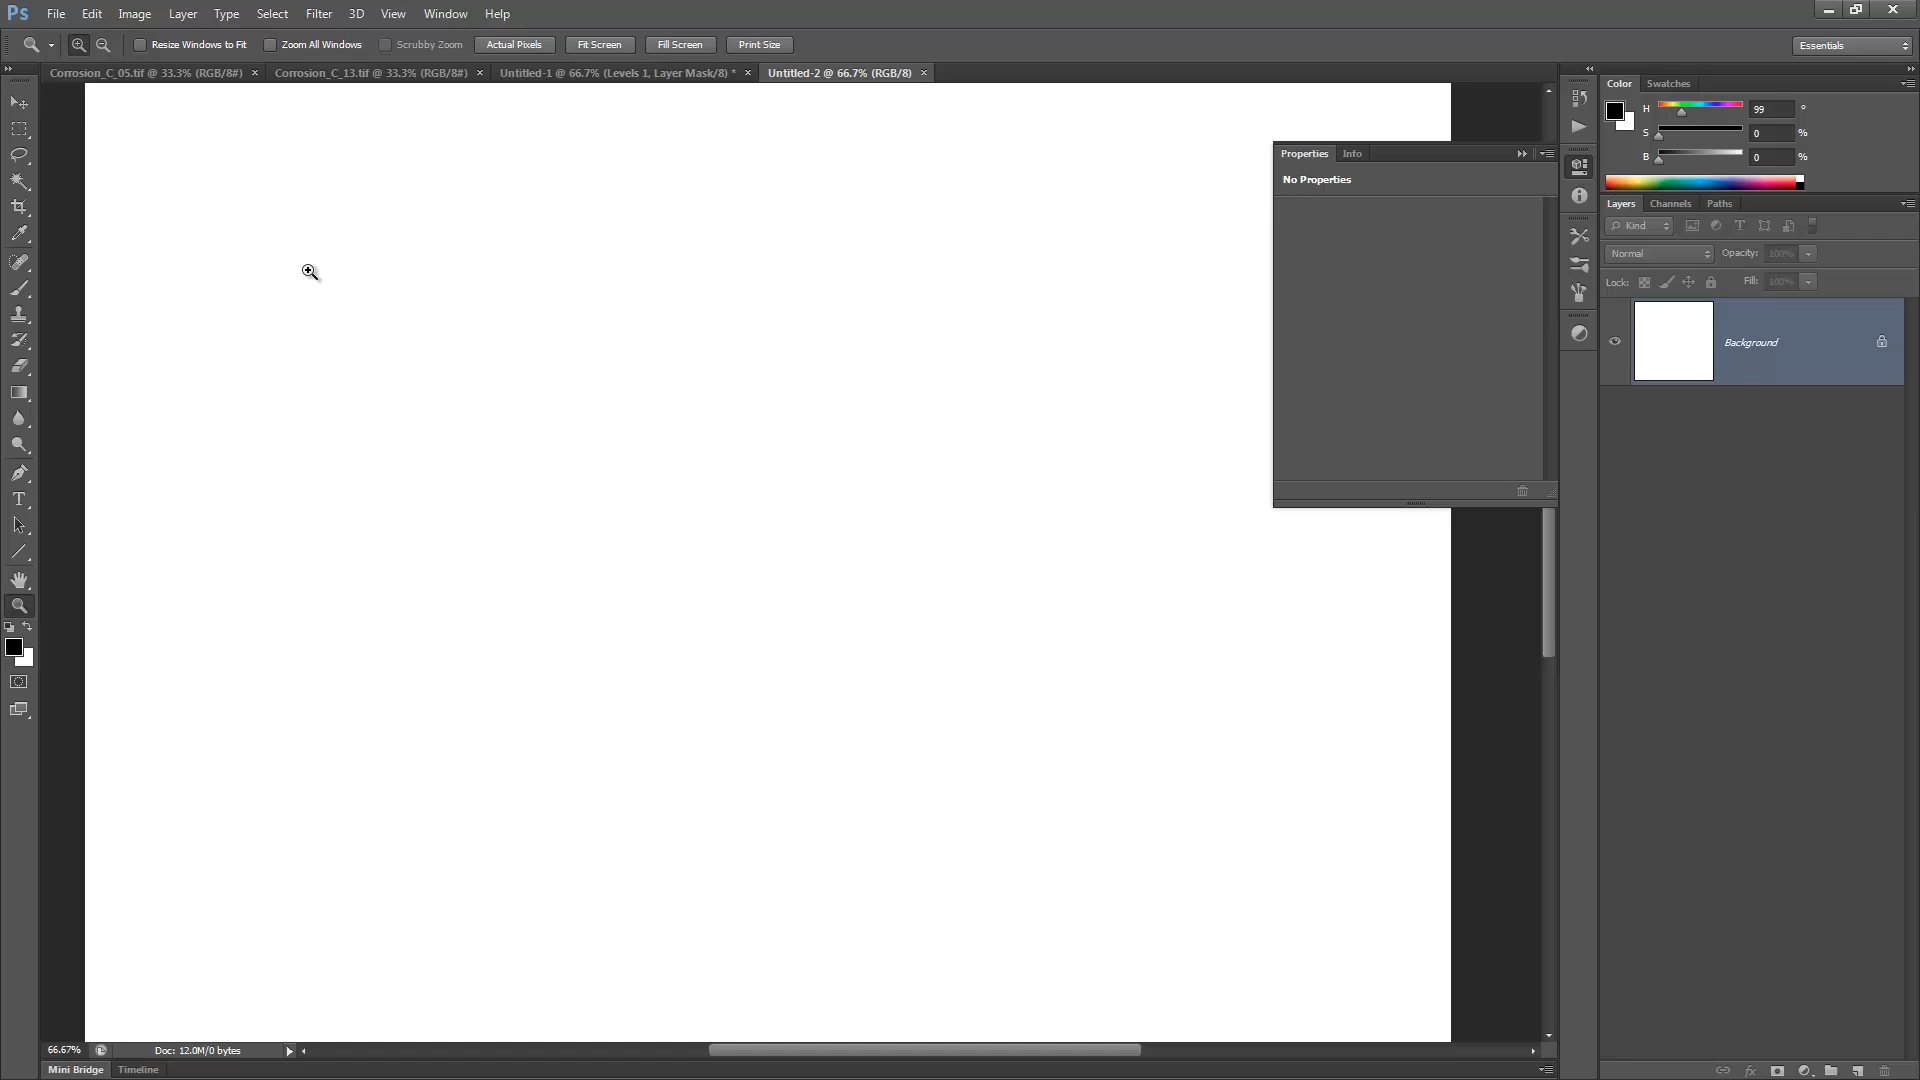 Ps File Edit Image Layer Type Select Filter 3D View Window Help
Resize Windows to Fit Zoom All Windows Scrubby Zoom Actual Pixels Fit Screen Fill Screen Print Size Essentials
Corrosion_C_05.tif @ 33.3% (RGB/8#) Corrosion_C_13.tif @ 33.3% (RGB/8#) Untitled-1 @ 66.7% (Levels 1, Layer Mask/8) * Untitled-2 @ 66.7% (RGB/8)
Color Swatches
H 99 °
S 0 %
B 0 %
Properties Info
No Properties
Layers Channels Paths
Kind
Normal Opacity: 100%
Lock: Fill: 100%
Background
T
66.67% Doc: 12.0M/0 bytes
fx
Mini Bridge Timeline